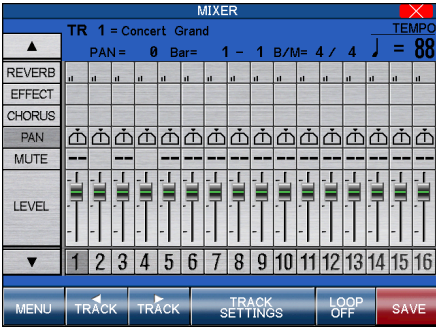 MIXER
TR 1 = Concert Grand
TEMPO
PAN = 0 Bar= 1 - 1 B/M= 4 / 4
= 88
REVERB
EFFECT
CHORUS
PAN
MUTE
LEVEL
1 2 3 4 5 6 7 8 9 10 11 12 13 14 15 16
MENU
TRACK
TRACK
TRACK
SETTINGS
LOOP
OFF
SAVE